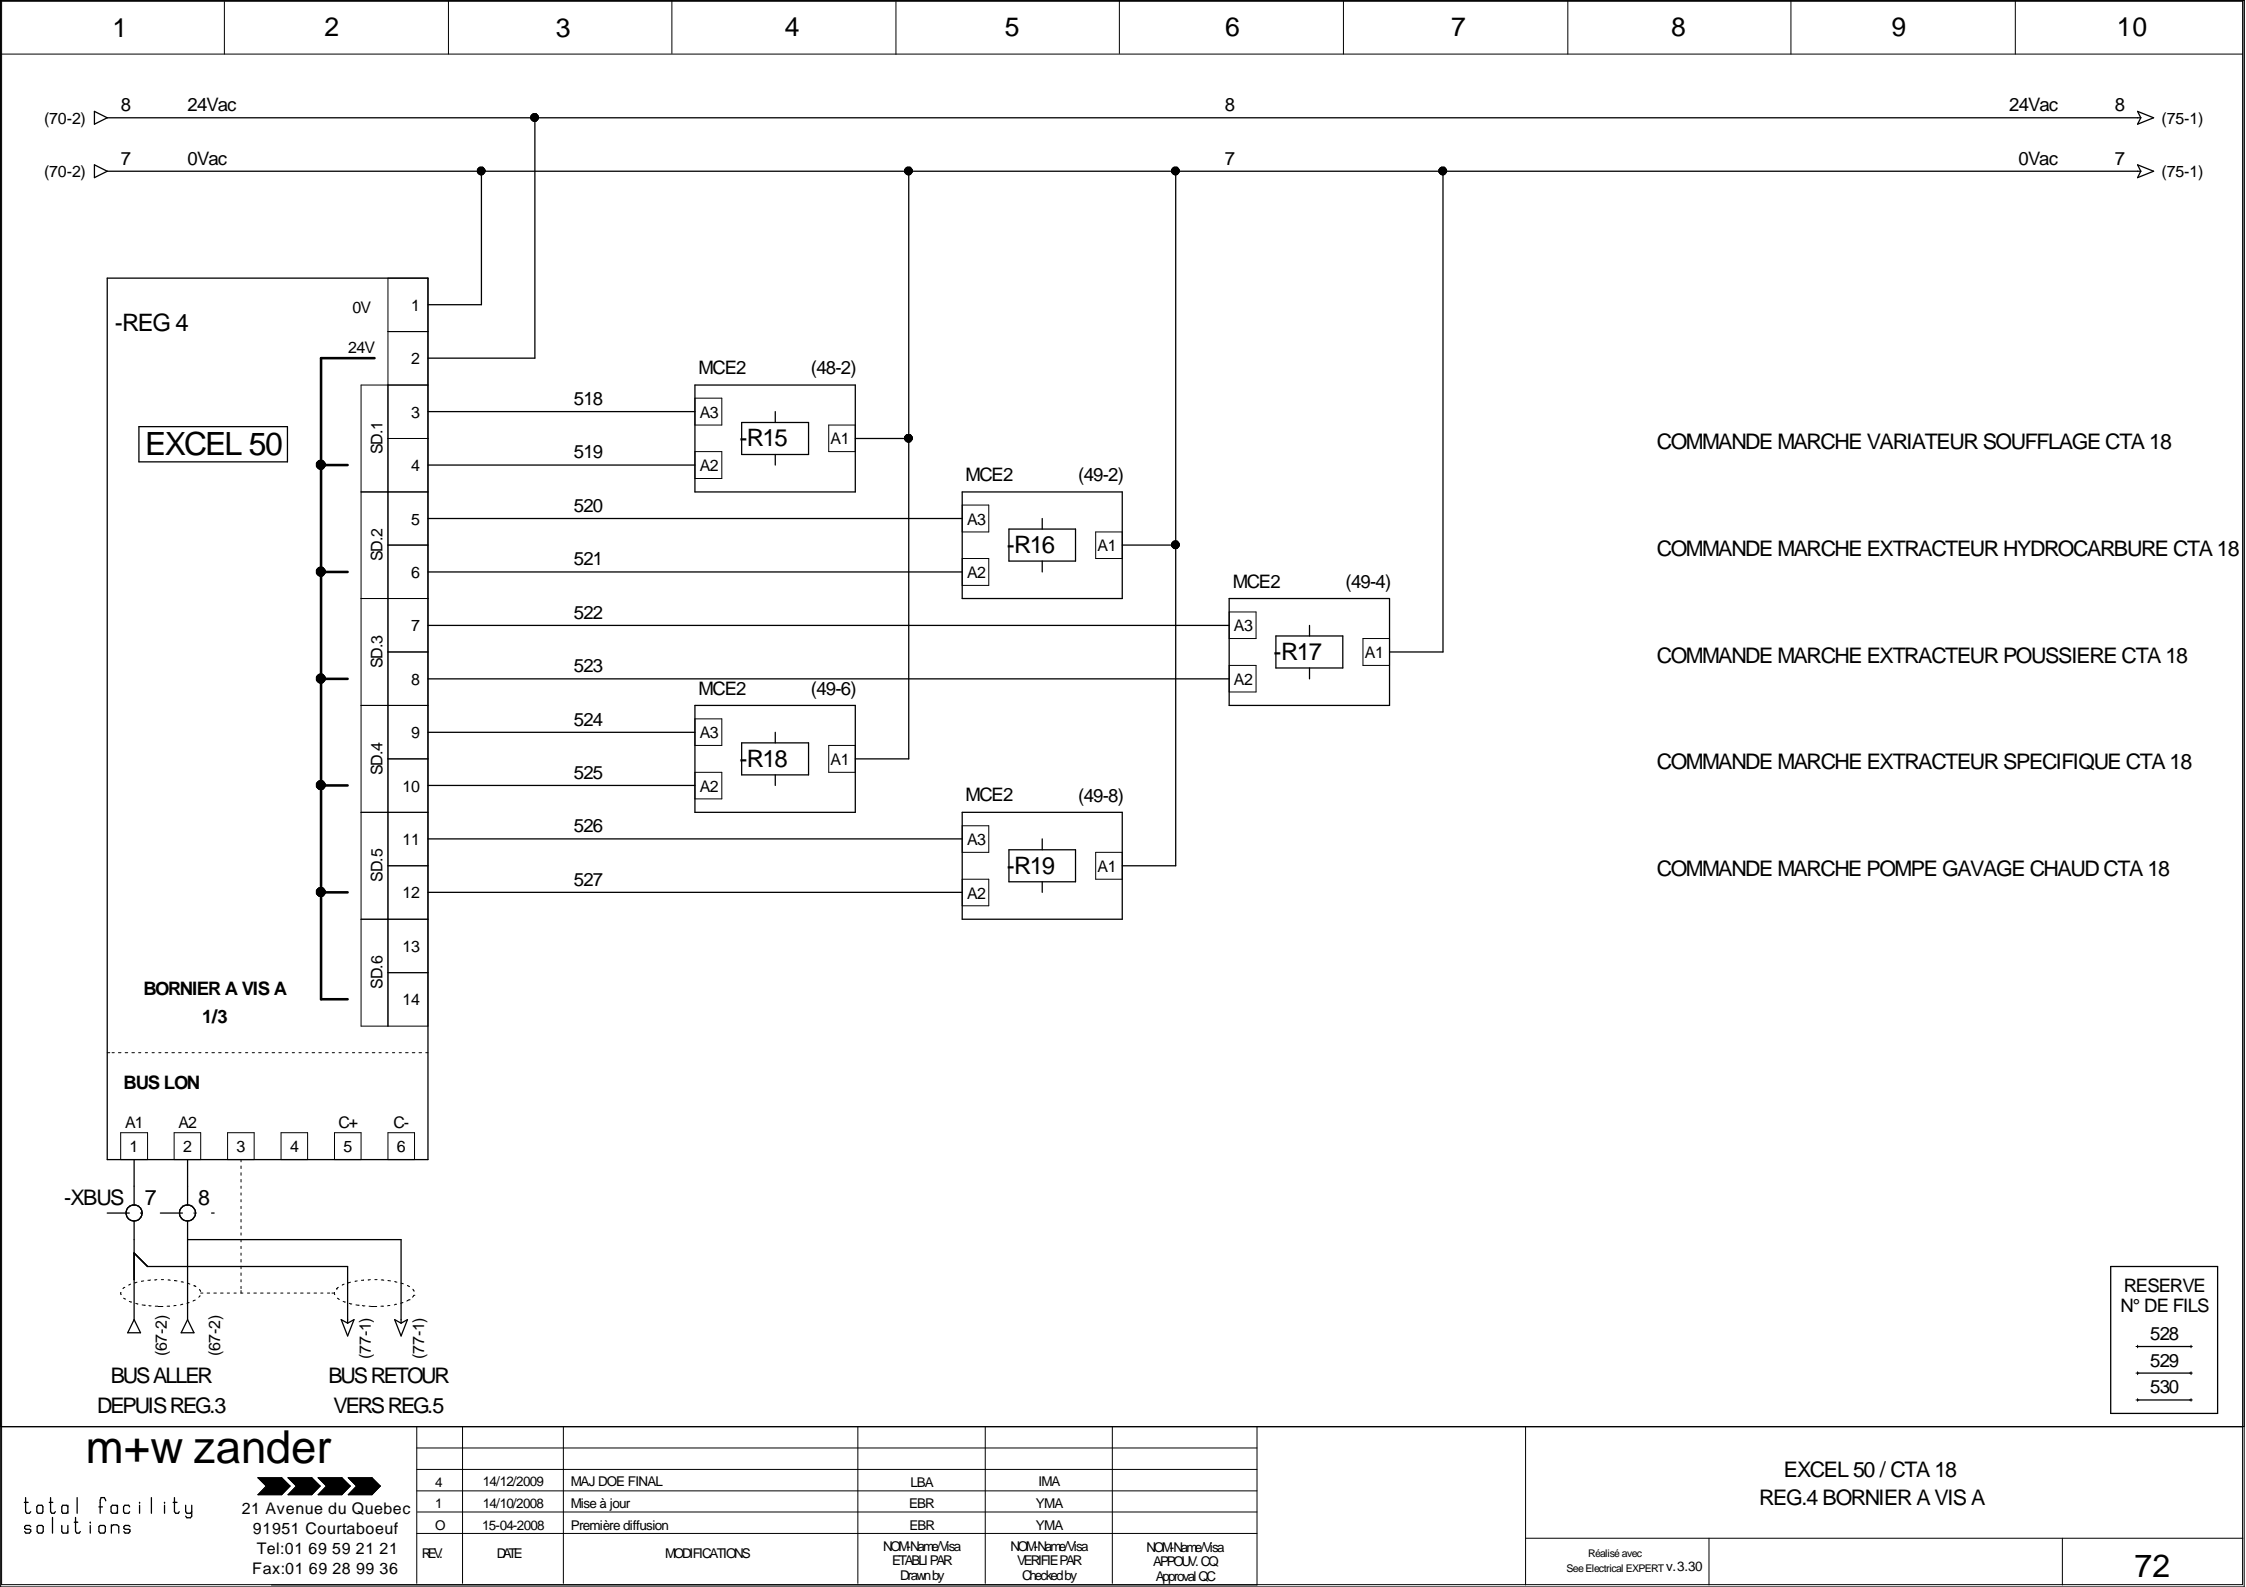 1 2 3 4 5 6 7 8 9 10
(70-2) 8 24Vac 8 24Vac 8 (75-1)
(70-2) 7 0Vac 7 0Vac 7 (75-1)
-REG 4
0V 1
24V 2
EXCEL 50
SD.1 3 4
SD.2 5 6
SD.3 7 8
SD.4 9 10
SD.5 11 12
SD.6 13 14
518
519
520
521
522
523
524
525
526
527
MCE2 (48-2)
A3 -R15 A1
A2
MCE2 (49-2)
A3 -R16 A1
A2
MCE2 (49-4)
A3 -R17 A1
A2
MCE2 (49-6)
A3 -R18 A1
A2
MCE2 (49-8)
A3 -R19 A1
A2
COMMANDE MARCHE VARIATEUR SOUFFLAGE CTA 18
COMMANDE MARCHE EXTRACTEUR HYDROCARBURE CTA 18
COMMANDE MARCHE EXTRACTEUR POUSSIERE CTA 18
COMMANDE MARCHE EXTRACTEUR SPECIFIQUE CTA 18
COMMANDE MARCHE POMPE GAVAGE CHAUD CTA 18
BORNIER A VIS A
1/3
BUS LON
A1 A2 C+ C-
1 2 3 4 5 6
-XBUS 7 8 -
(67-2) (67-2) (77-1) (77-1)
BUS ALLER
DEPUIS REG.3
BUS RETOUR
VERS REG.5
RESERVE
N° DE FILS
528
529
530
m+w zander
total facility
solutions
21 Avenue du Quebec
91951 Courtaboeuf
Tel:01 69 59 21 21
Fax:01 69 28 99 36
4 14/12/2009 MAJ DOE FINAL LBA IMA
1 14/10/2008 Mise à jour EBR YMA
O 15-04-2008 Première diffusion EBR YMA
REV. DATE MODIFICATIONS
NOM-Name/Visa
ETABLI PAR
Drawn by
NOM-Name/Visa
VERIFIE PAR
Checked by
NOM-Name/Visa
APPOUV. CQ
Approval QC
EXCEL 50 / CTA 18
REG.4 BORNIER A VIS A
Réalisé avec
See Electrical EXPERT V.3.30
72